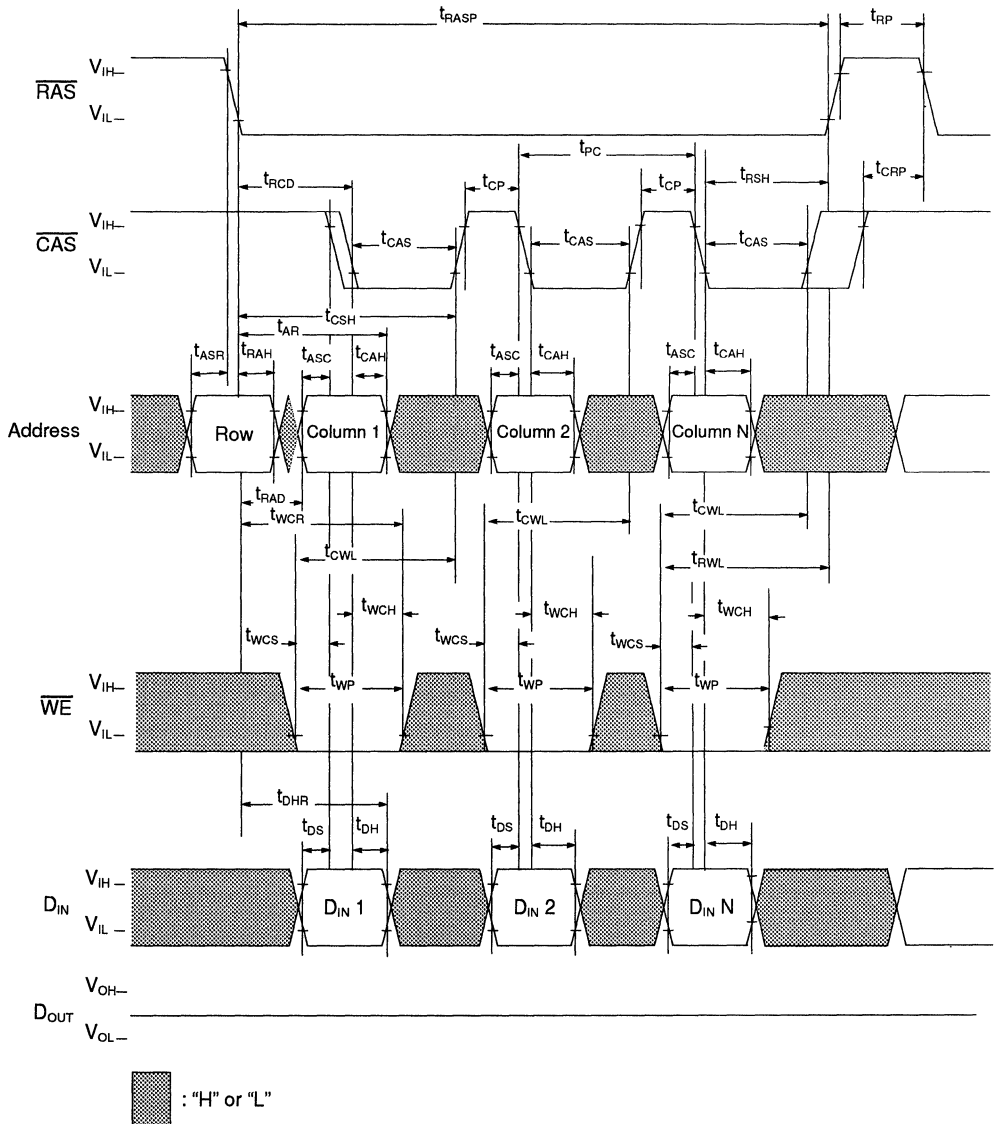 tRASP
tRP
RAS
VIH
VIL
tPC
tRCD
tCP
tCP
tRSH
tCRP
CAS
VIH
VIL
tCAS
tCAS
tCAS
tCSH
tAR
tASR
tRAH
tASC
tCAH
tASC
tCAH
tASC
tCAH
Address
VIH
VIL
Row
Column 1
Column 2
Column N
tRAD
tWCR
tCWL
tCWL
tCWL
tRWL
tWCH
tWCH
tWCH
tWCS
tWCS
tWCS
WE
VIH
VIL
tWP
tWP
tWP
tDHR
tDS
tDH
tDS
tDH
tDS
tDH
DIN
VIH
VIL
DIN 1
DIN 2
DIN N
VOH
DOUT
VOL
: “H” or “L”